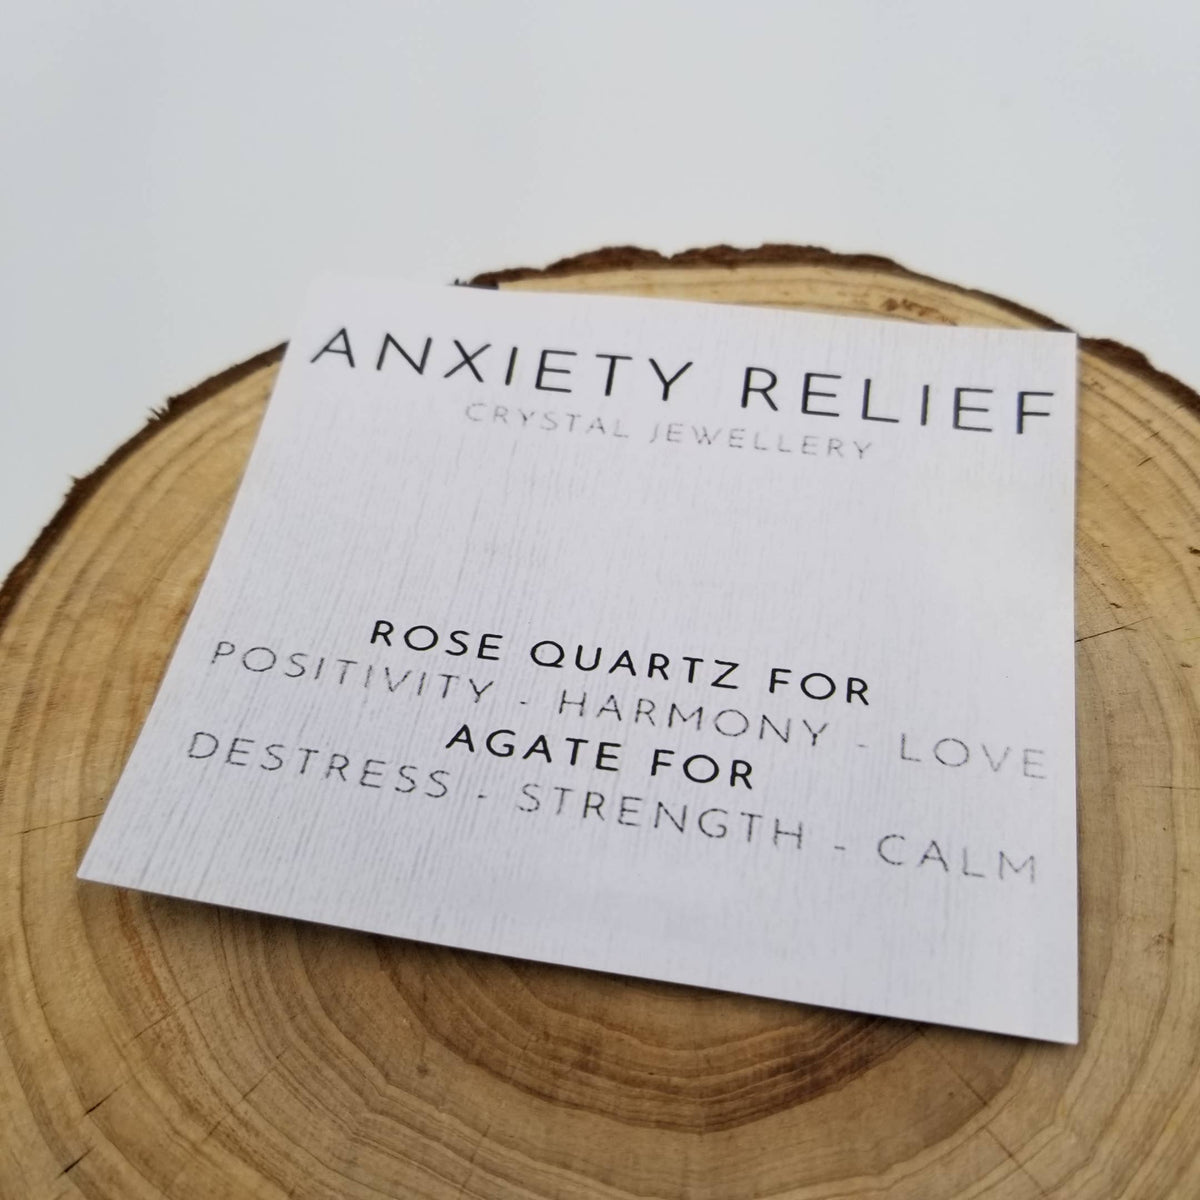 ANXIETY RELIEF
CRYSTAL JEWELLERY
ROSE QUARTZ FOR
POSITIVITY - HARMONY - LOVE
AGATE FOR
DESTRESS - STRENGTH - CALM